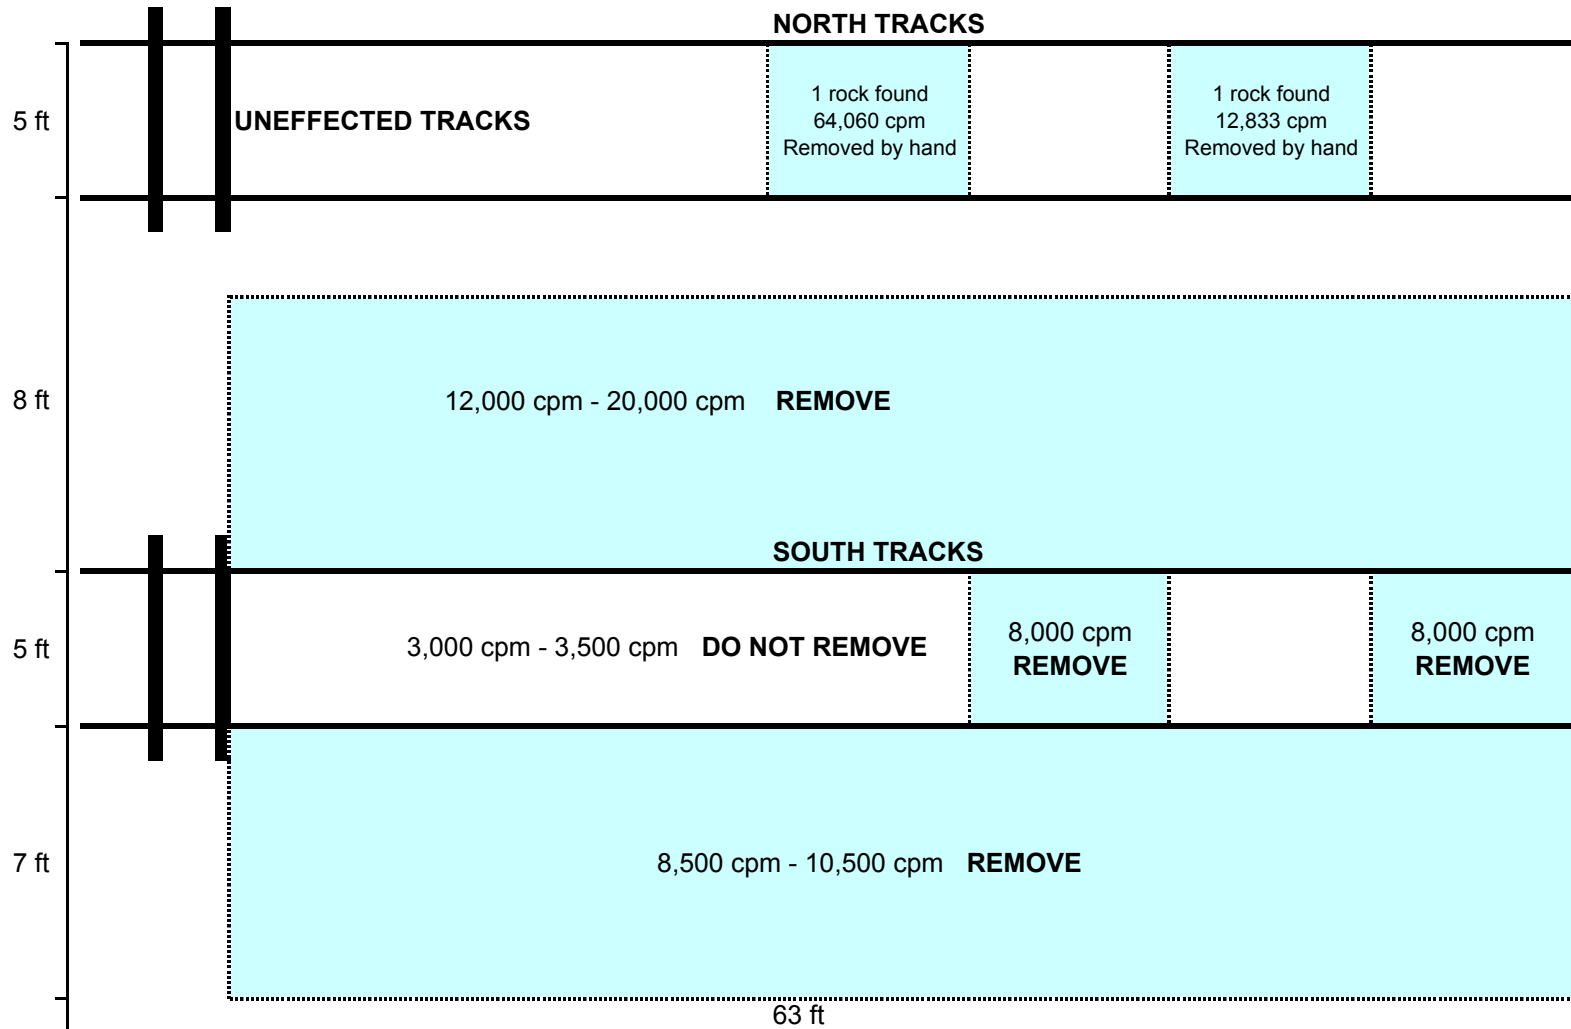 NORTH TRACKS
5 ft
UNEFFECTED TRACKS
1 rock found
64,060 cpm
Removed by hand
1 rock found
12,833 cpm
Removed by hand
8 ft
12,000 cpm - 20,000 cpm REMOVE
SOUTH TRACKS
5 ft
3,000 cpm - 3,500 cpm DO NOT REMOVE
8,000 cpm
REMOVE
8,000 cpm
REMOVE
7 ft
8,500 cpm - 10,500 cpm REMOVE
63 ft